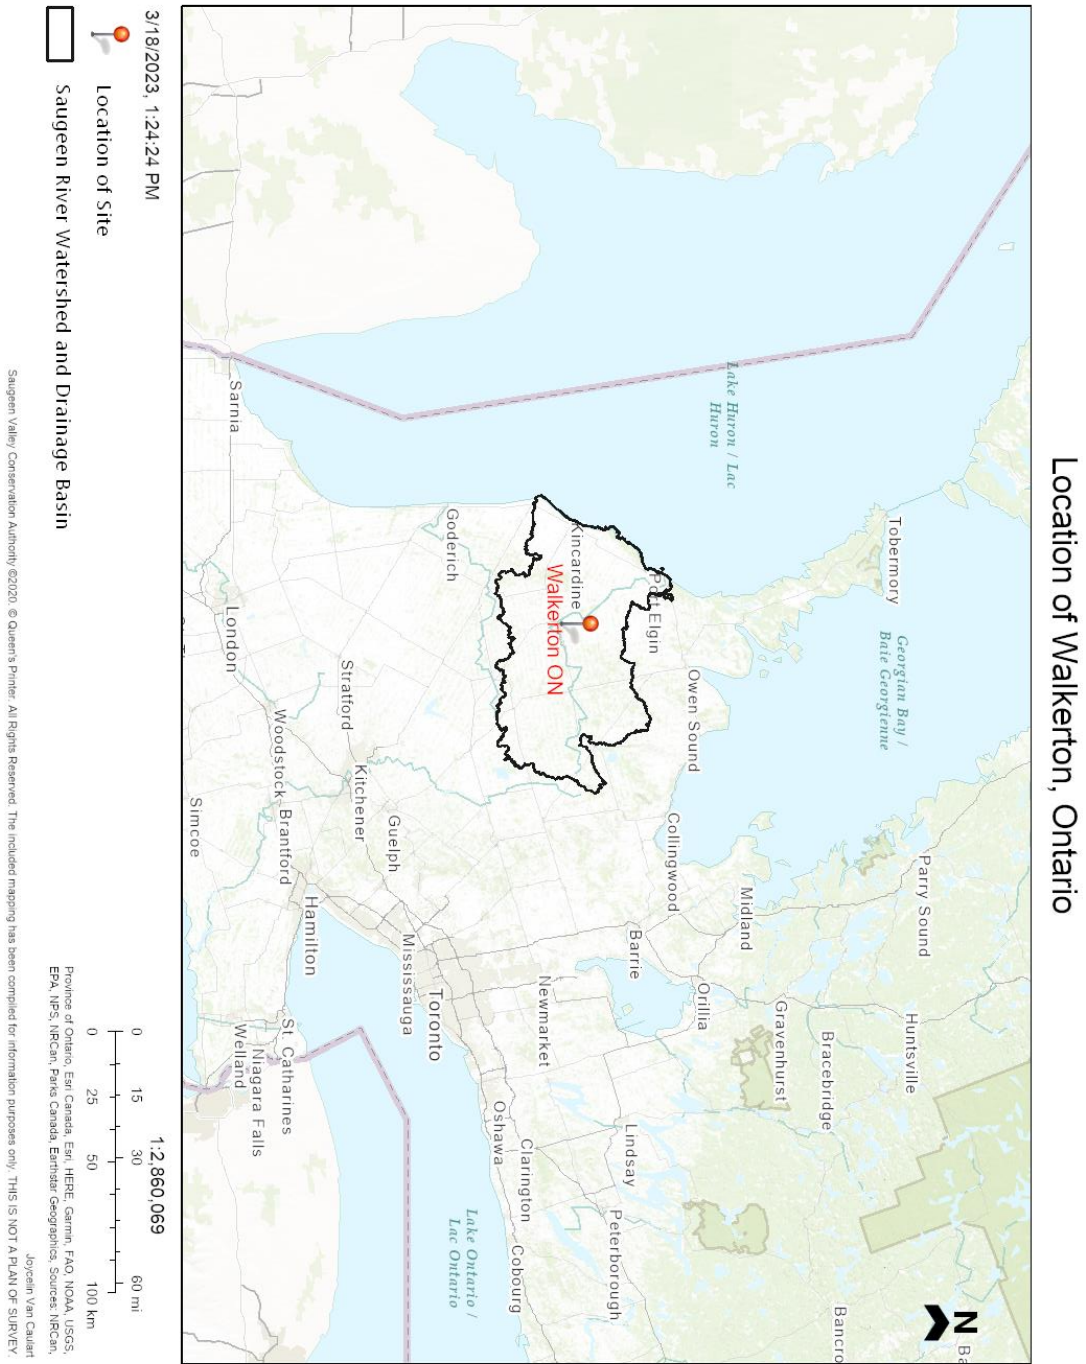 Location of Walkerton, Ontario
Tobermory
Georgian Bay /
Baie Georgienne
Parry Sound
Huntsville
N
Lake Huron / Lac
Huron
Owen Sound
Midland
Gravenhurst
Bracebridge
Bancro
Port Elgin
Collingwood
Barrie
Orillia
Lindsay
Peterborough
Kincardine
Walkerton ON
Newmarket
Clarington
Cobourg
Goderich
Toronto
Oshawa
Lake Ontario /
Lac Ontario
Stratford
Kitchener
Guelph
Mississauga
Sarnia
London
Woodstock
Brantford
Hamilton
St. Catharines
Niagara Falls
Welland
Simcoe
Ba
3/18/2023, 1:24:24 PM
1:2,860,069
0 15 30 60 mi
0 25 50 100 km
Location of Site
Saugeen River Watershed and Drainage Basin
Province of Ontario, Esri Canada, Esri, HERE, Garmin, FAO, NOAA, USGS,
EPA, NPS, NRCan, Parks Canada, Earthstar Geographics, Sources: NRCan,
Joycelin Van Caulart
Saugeen Valley Conservation Authority ©2020. © Queen's Printer. All Rights Reserved. The included mapping has been compiled for information purposes only. THIS IS NOT A PLAN OF SURVEY.